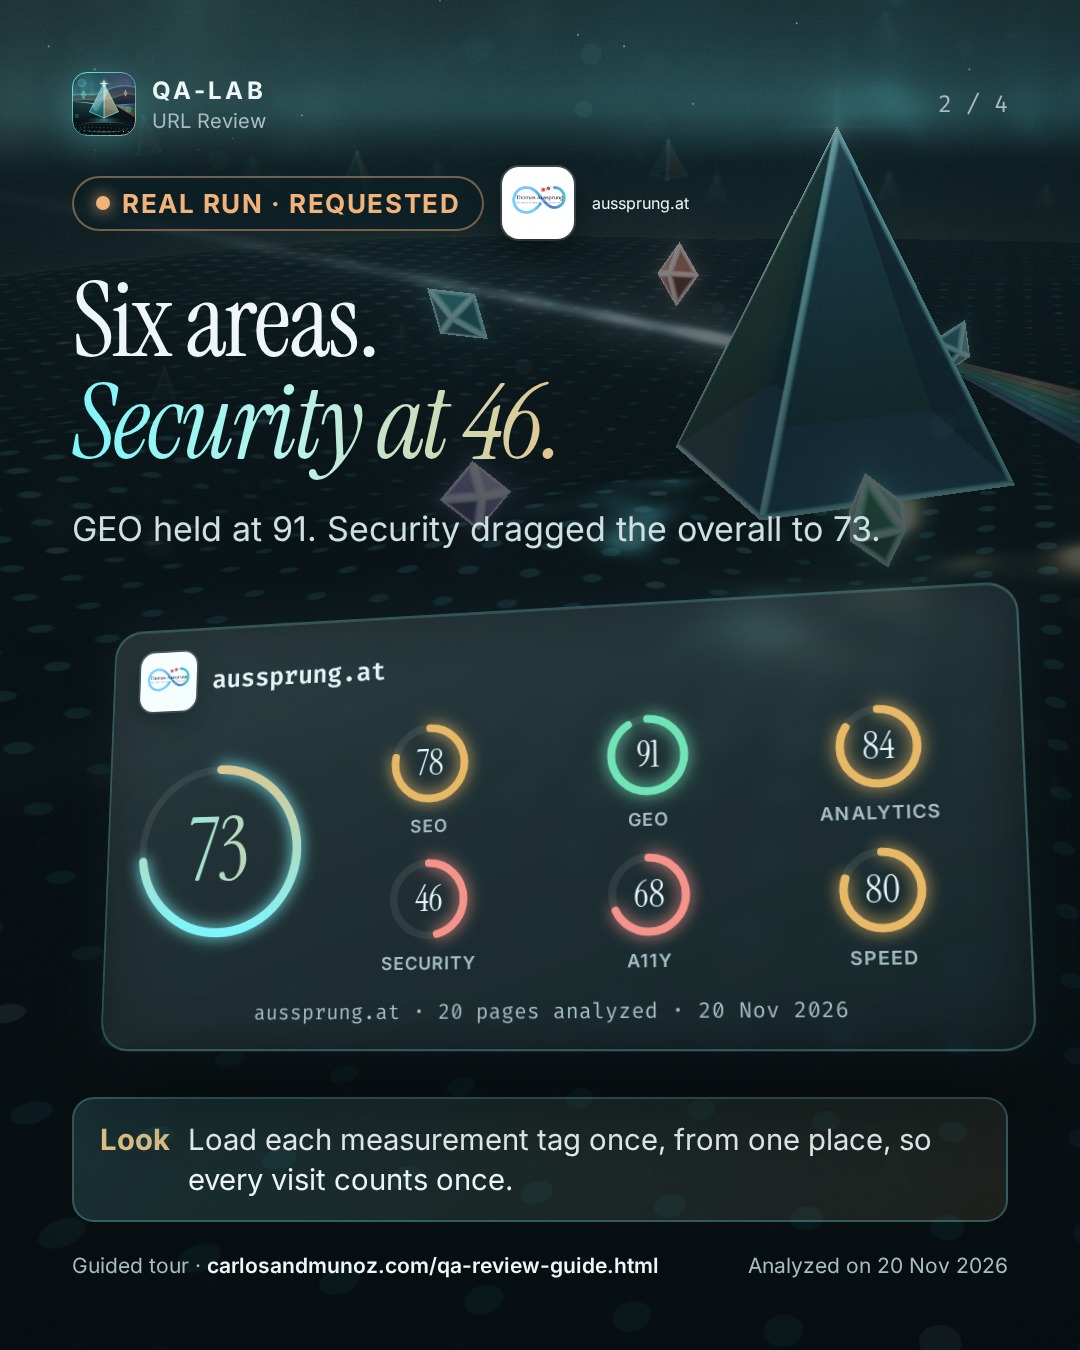 QA-LAB
URL Review
2 / 4
REAL RUN · REQUESTED
aussprung.at
Six areas.
Security at 46.
GEO held at 91. Security dragged the overall to 73.
aussprung.at
73
78
SEO
91
GEO
84
ANALYTICS
46
SECURITY
68
A11Y
80
SPEED
aussprung.at · 20 pages analyzed · 20 Nov 2026
Look Load each measurement tag once, from one place, so
every visit counts once.
Guided tour · carlosandmunoz.com/qa-review-guide.html
Analyzed on 20 Nov 2026